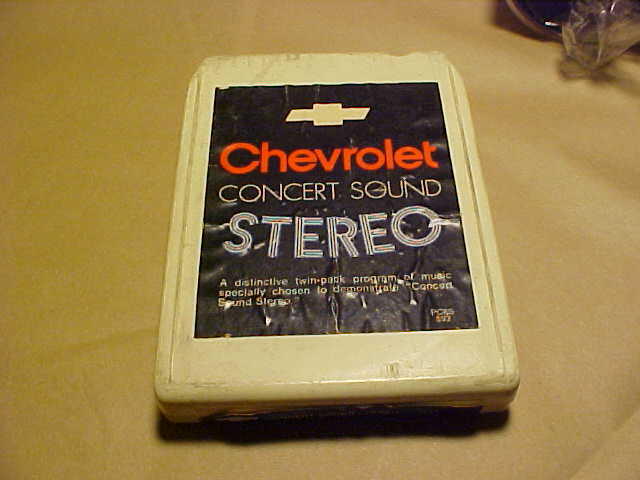 Chevrolet
CONCERT SOUND
STEREO
A distinctive twin-pack program of music
specially chosen to demonstrate "Concert
Sound Stereo.